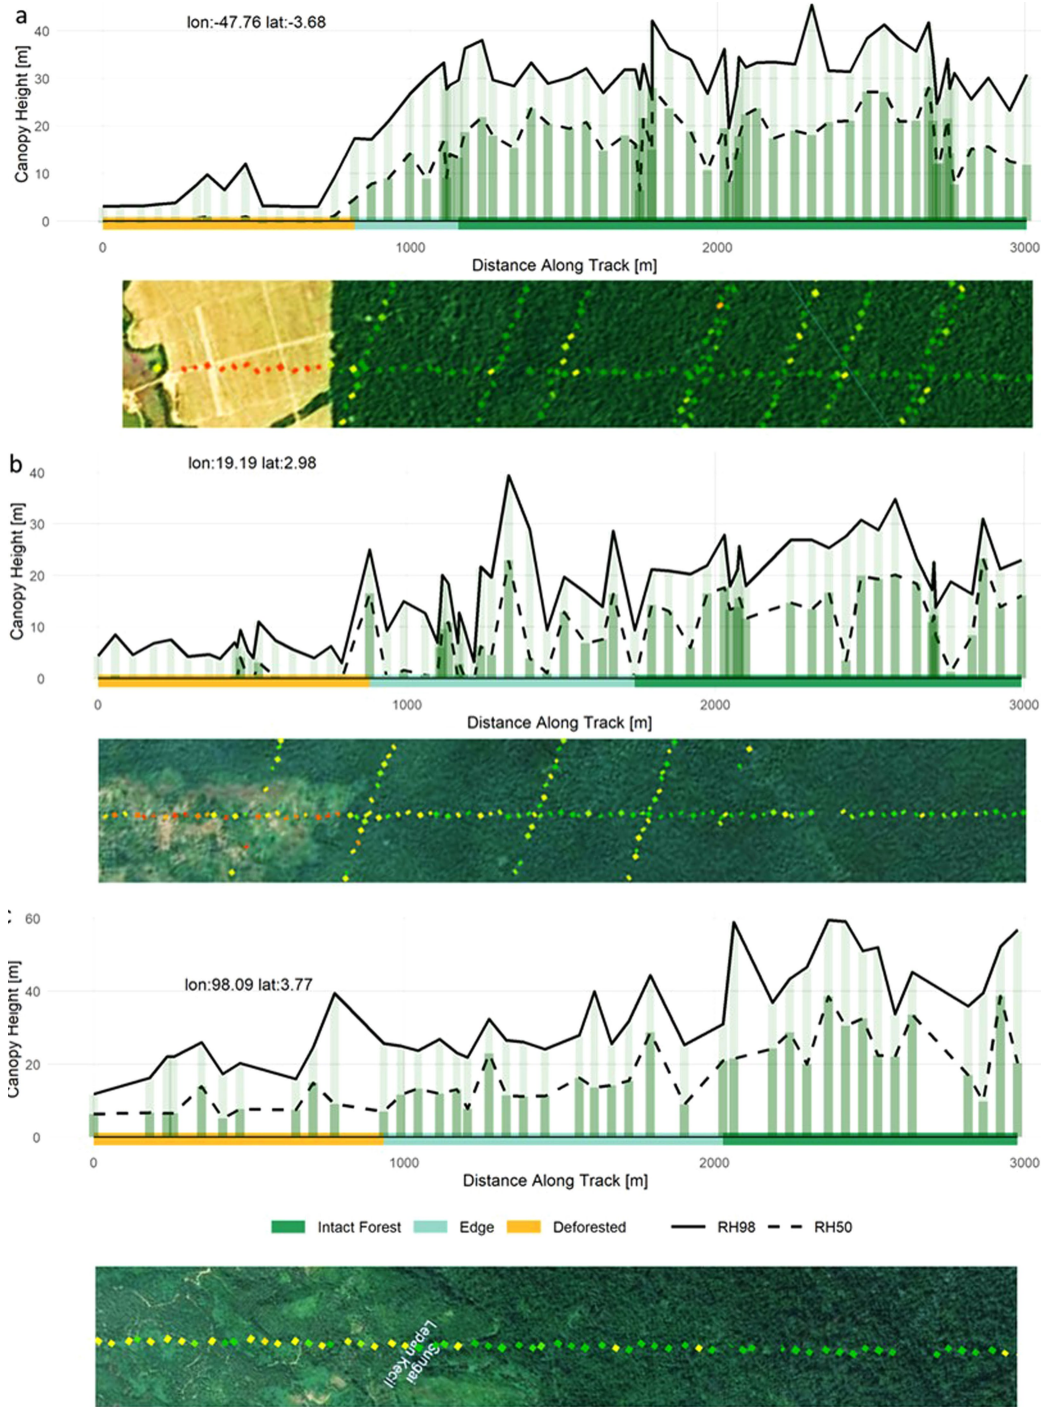 a
lon:-47.76 lat:-3.68
Canopy Height [m]
40
30
20
10
0
0 1000 2000 3000
Distance Along Track [m]
b
lon:19.19 lat:2.98
Canopy Height [m]
40
30
20
10
0
0 1000 2000 3000
Distance Along Track [m]
lon:98.09 lat:3.77
Canopy Height [m]
60
40
20
0
0 1000 2000 3000
Distance Along Track [m]
Intact Forest Edge Deforested RH98 RH50
Sungai
Lepan Kecil